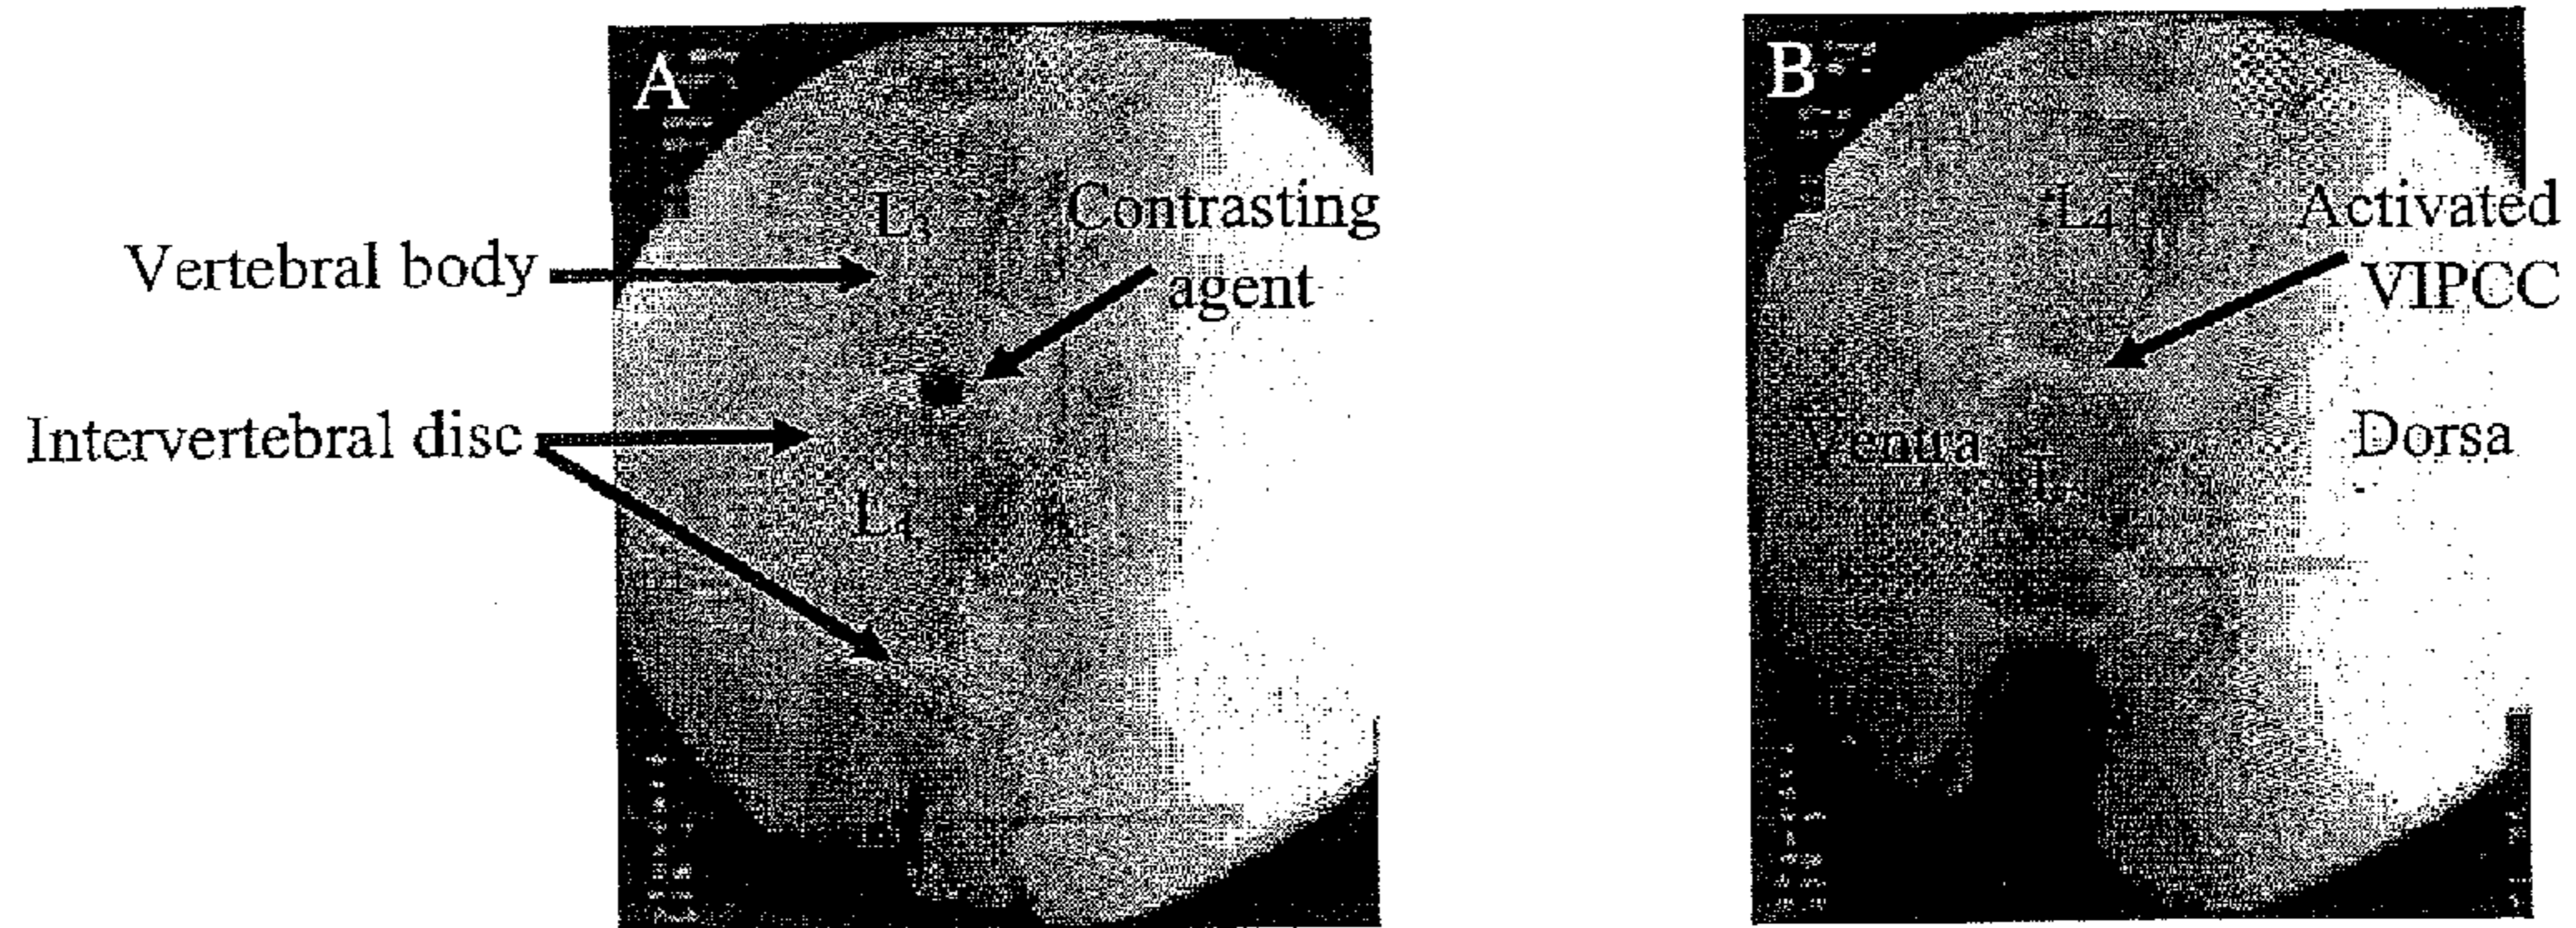 A
L3
Contrasting
agent
Vertebral body
Intervertebral disc
L4
B
L4
Activated
VIPCC
Ventra
Dorsa
L